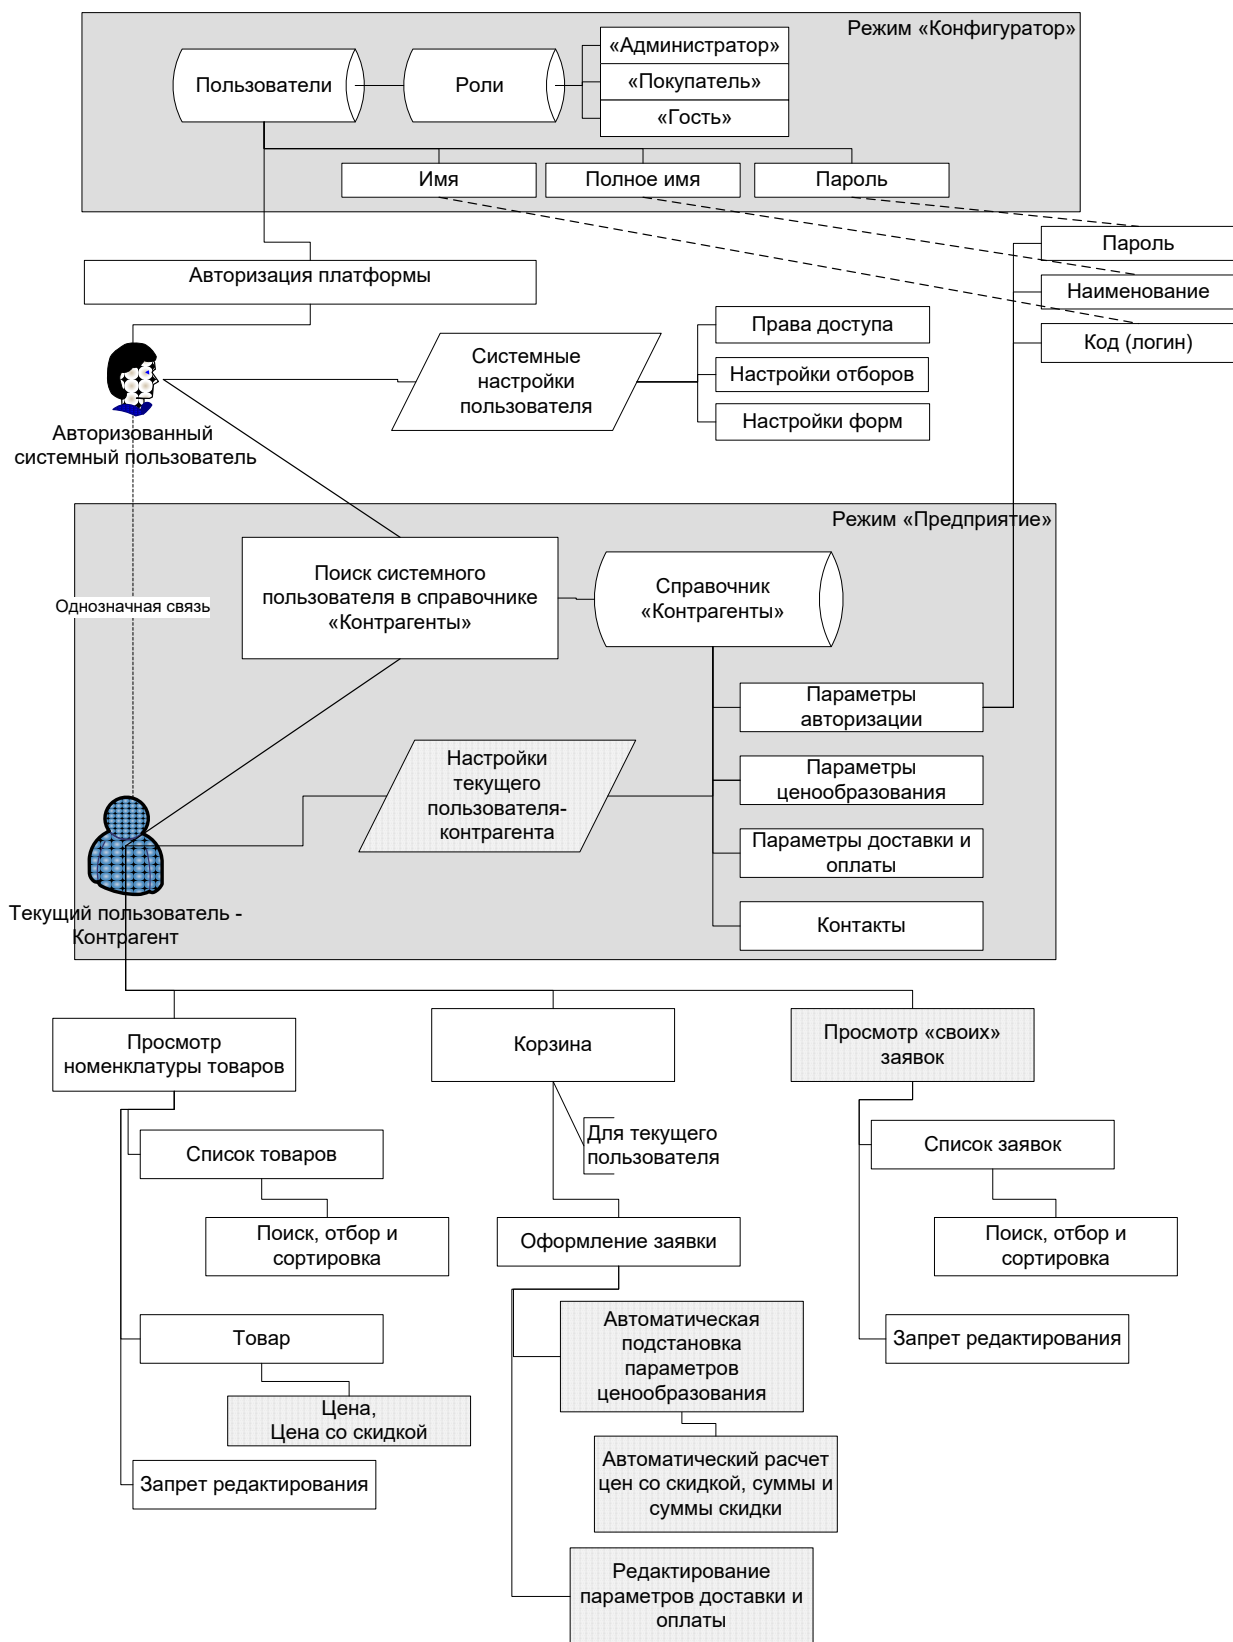 Режим «Конфигуратор»
Пользователи
Роли
«Администратор»
«Покупатель»
«Гость»
Имя
Полное имя
Пароль
Пароль
Наименование
Код (логин)
Авторизация платформы
Системные
настройки
пользователя
Права доступа
Настройки отборов
Настройки форм
Авторизованный
системный пользователь
Режим «Предприятие»
Поиск системного
пользователя в справочнике
«Контрагенты»
Справочник
«Контрагенты»
Однозначная связь
Параметры
авторизации
Настройки
текущего
пользователя-
контрагента
Параметры
ценообразования
Параметры доставки и
оплаты
Контакты
Текущий пользователь -
Контрагент
Просмотр
номенклатуры товаров
Корзина
Просмотр «своих»
заявок
Для текущего
пользователя
Список товаров
Список заявок
Поиск, отбор и
сортировка
Оформление заявки
Поиск, отбор и
сортировка
Товар
Автоматическая
подстановка
параметров
ценообразования
Запрет редактирования
Цена,
Цена со скидкой
Автоматический расчет
цен со скидкой, суммы и
суммы скидки
Запрет редактирования
Редактирование
параметров доставки и
оплаты